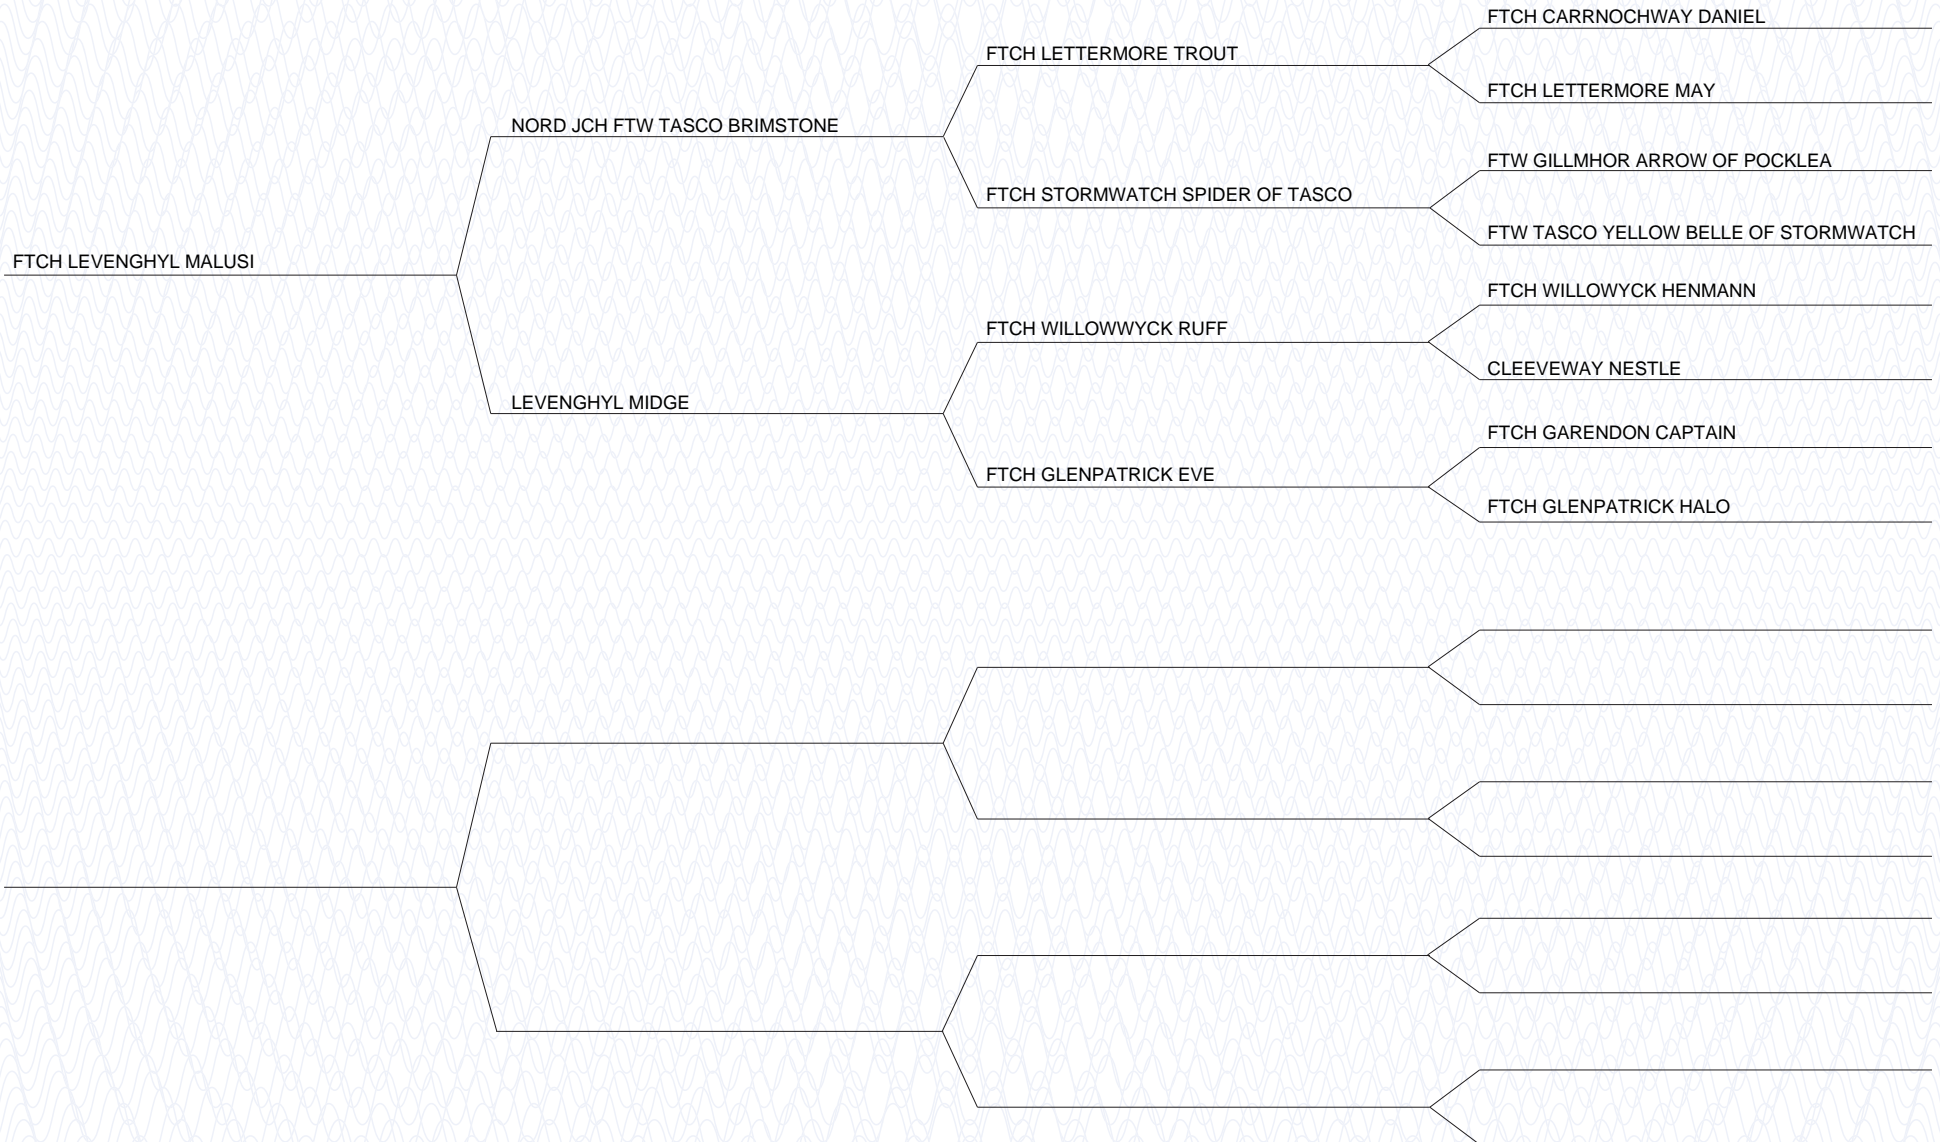 FTCH CARRNOCHWAY DANIEL
FTCH LETTERMORE TROUT
FTCH LETTERMORE MAY
NORD JCH FTW TASCO BRIMSTONE
FTW GILLMHOR ARROW OF POCKLEA
FTCH STORMWATCH SPIDER OF TASCO
FTW TASCO YELLOW BELLE OF STORMWATCH
FTCH LEVENGHYL MALUSI
FTCH WILLOWYCK HENMANN
FTCH WILLOWWYCK RUFF
CLEEVEWAY NESTLE
LEVENGHYL MIDGE
FTCH GARENDON CAPTAIN
FTCH GLENPATRICK EVE
FTCH GLENPATRICK HALO